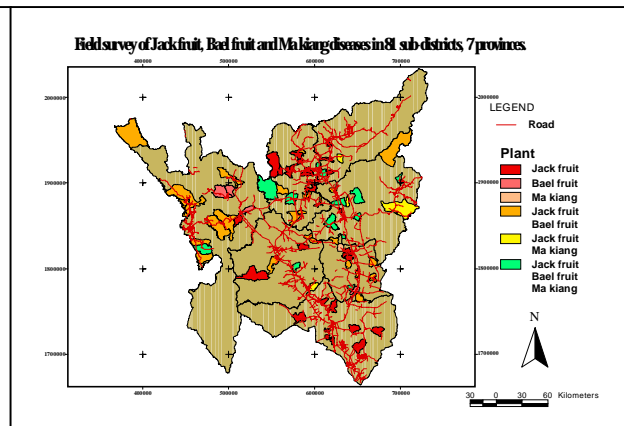 Field survey of Jack fruit, Bael fruit and Ma kiang diseases in 81 sub-districts, 7 provinces.
400000 500000 600000 700000
2000000 2000000
1900000 1900000
1800000 1800000
1700000 1700000
400000 500000 600000 700000
LEGEND
Road
Plant
Jack fruit
Bael fruit
Ma kiang
Jack fruit
Bael fruit
Jack fruit
Ma kiang
Jack fruit
Bael fruit
Ma kiang
N
30 0 30 60 Kilometers